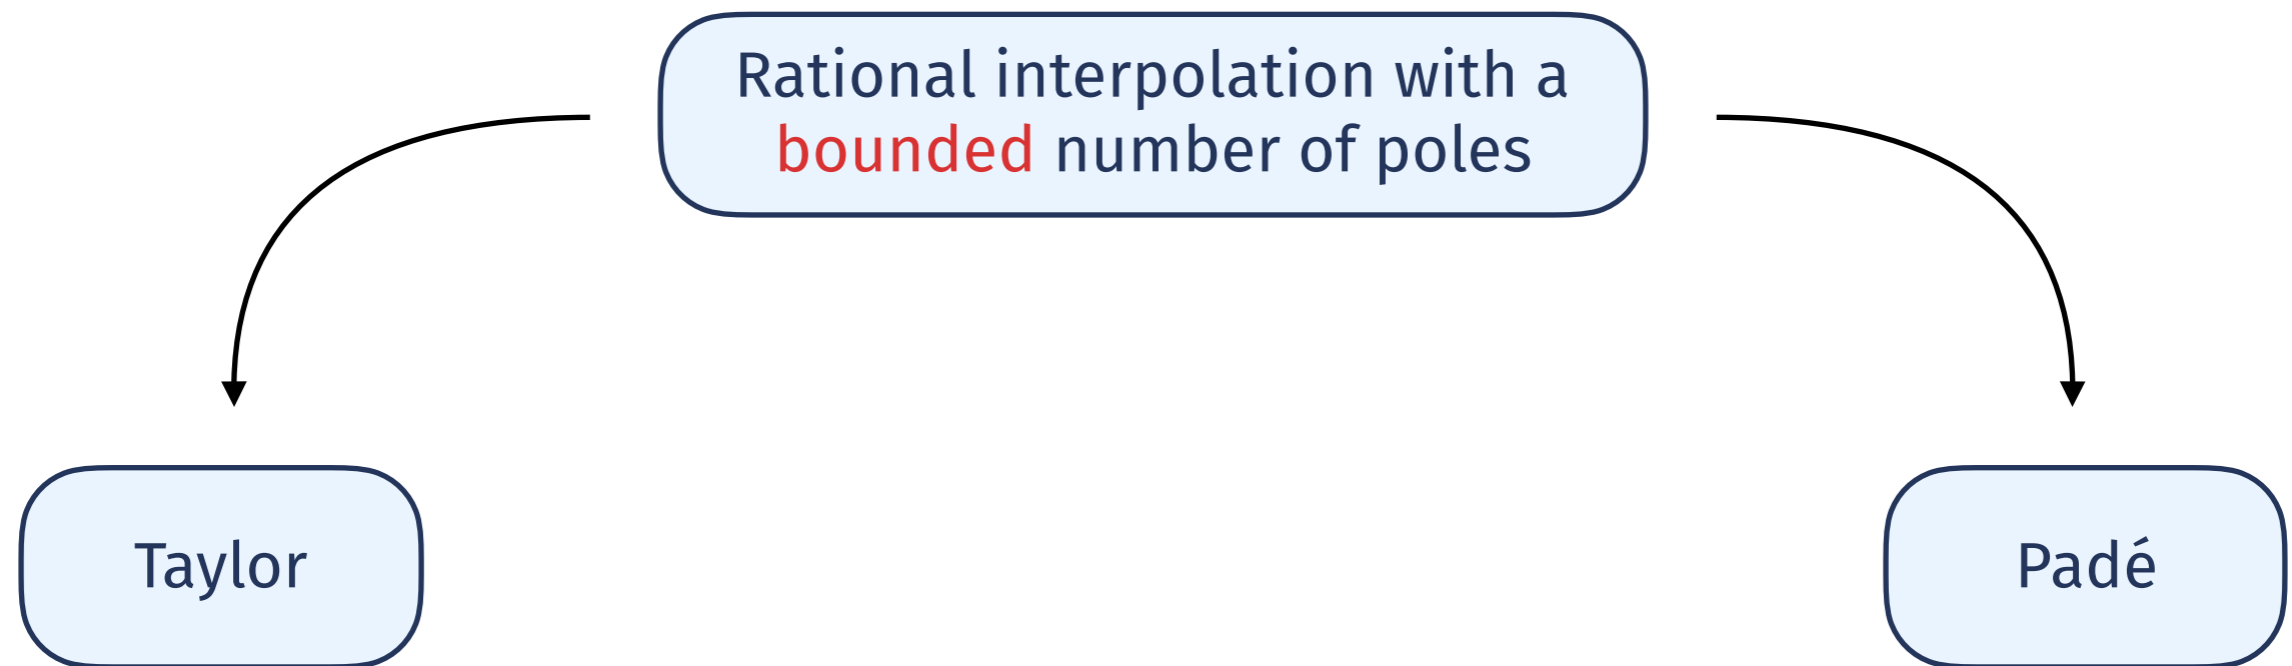 Rational interpolation with a
bounded number of poles
Taylor
Padé